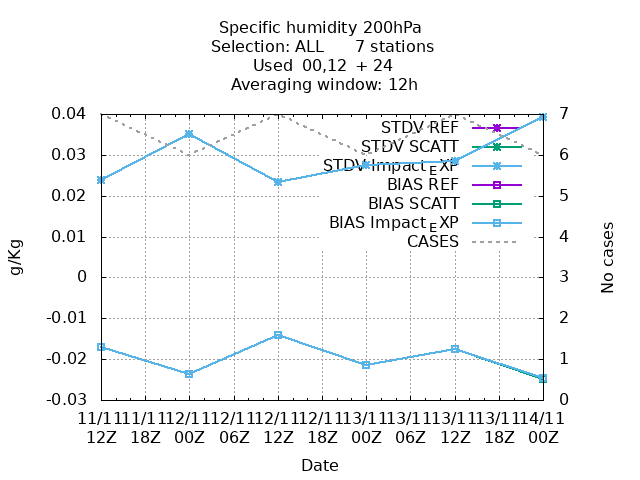 Specific humidity 200hPa
Selection: ALL 7 stations
Used 00,12 + 24
Averaging window: 12h
0.04
0.03
0.02
0.01
0
-0.01
-0.02
-0.03
g/Kg
STDV REF
STDV SCATT
STDV Impact_EXP
BIAS REF
BIAS SCATT
BIAS Impact_EXP
CASES
7
6
5
4
3
2
1
0
No cases
11/11 11/11 12/11 12/11 12/11 12/11 13/11 13/11 13/11 13/11 14/11
12Z 18Z 00Z 06Z 12Z 18Z 00Z 06Z 12Z 18Z 00Z
Date